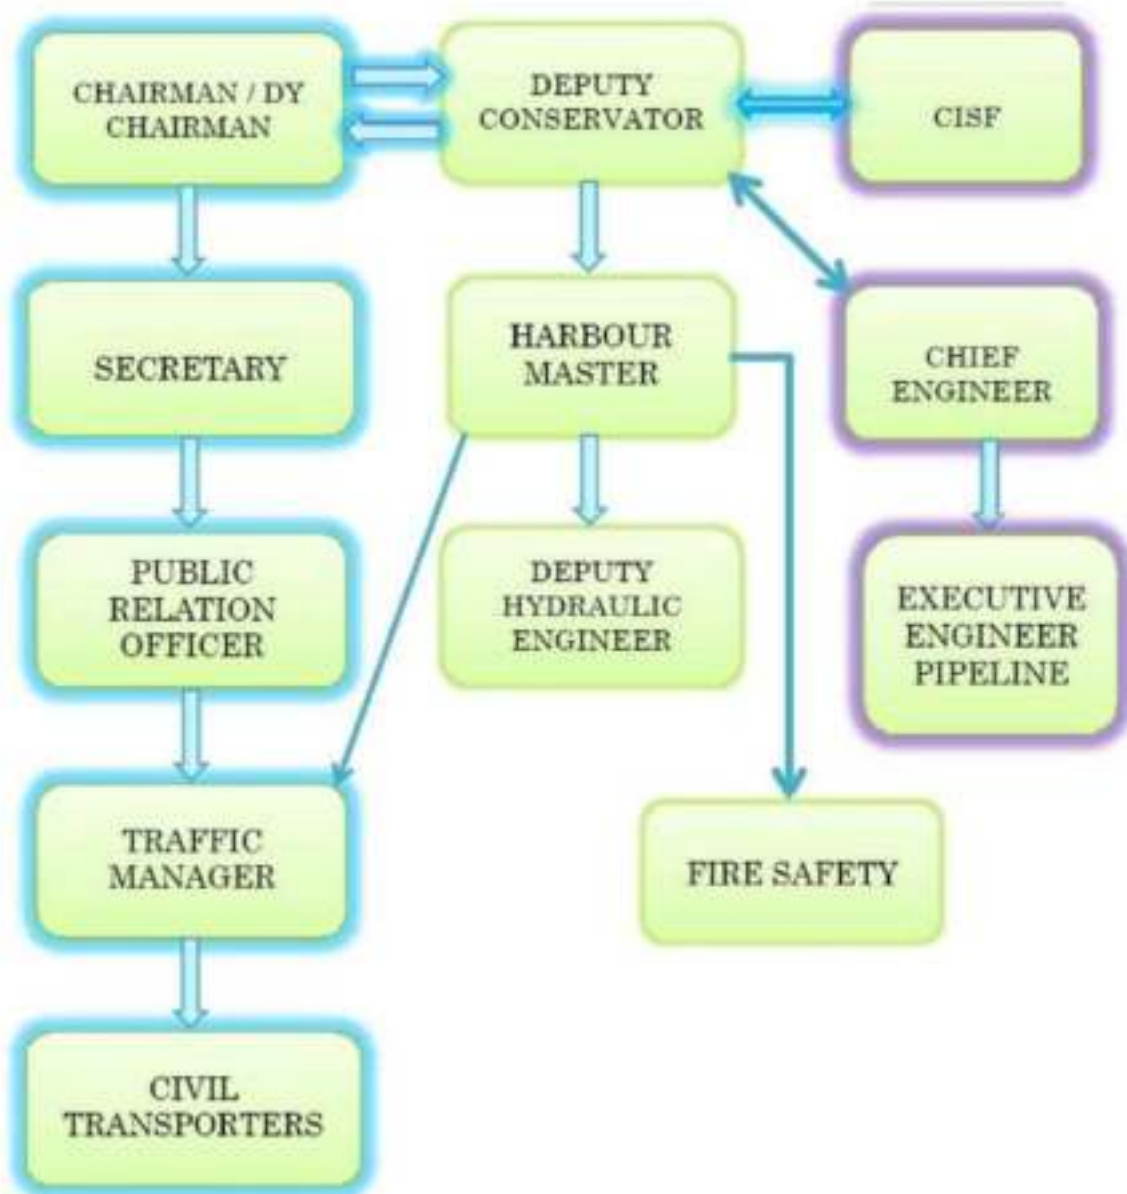 CHAIRMAN / DY
CHAIRMAN
DEPUTY
CONSERVATOR
CISF
SECRETARY
HARBOUR
MASTER
CHIEF
ENGINEER
PUBLIC
RELATION
OFFICER
DEPUTY
HYDRAULIC
ENGINEER
EXECUTIVE
ENGINEER
PIPELINE
TRAFFIC
MANAGER
FIRE SAFETY
CIVIL
TRANSPORTERS